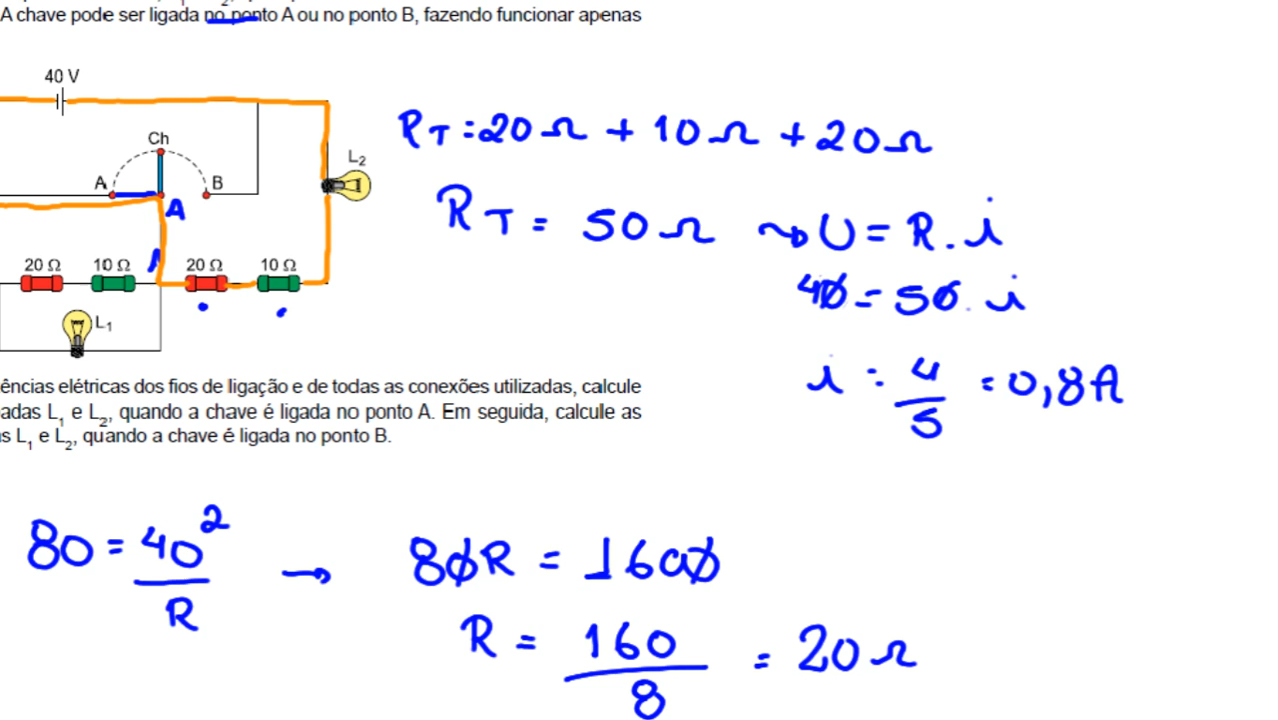 A chave pode ser ligada no ponto A ou no ponto B, fazendo funcionar apenas
40 V
Ch
A
B
L2
A
20 Ω
10 Ω
20 Ω
10 Ω
L1
RT = 20Ω + 10Ω + 20Ω
RT = 50Ω → U = R.i
40 = 50.i
i = 4/5 = 0,8A
ências elétricas dos fios de ligação e de todas as conexões utilizadas, calcule
adas L1 e L2, quando a chave é ligada no ponto A. Em seguida, calcule as
s L1 e L2, quando a chave é ligada no ponto B.
80 = 40²/R → 80R = 1600
R = 160/8 = 20Ω